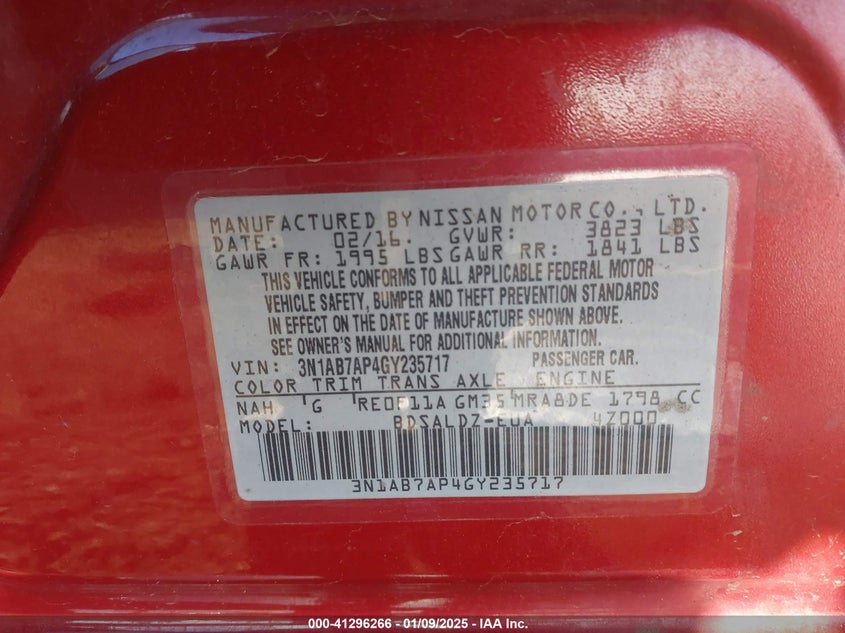 MANUFACTURED BY NISSAN MOTOR CO., LTD.
DATE: 02/16 GVWR: 3823 LBS
GAWR FR: 1995 LBS GAWR RR: 1841 LBS
THIS VEHICLE CONFORMS TO ALL APPLICABLE FEDERAL MOTOR
VEHICLE SAFETY, BUMPER AND THEFT PREVENTION STANDARDS
IN EFFECT ON THE DATE OF MANUFACTURE SHOWN ABOVE.
SEE OWNER'S MANUAL FOR ADDITIONAL INFORMATION.
VIN: 3N1AB7AP4GY235717 PASSENGER CAR.
COLOR TRIM TRANS AXLE ENGINE
NAH G RE0F11A GM35 MRA8DE 1798 CC
MODEL: BDSALDZ-EUA 4Z000
3N1AB7AP4GY235717
000-41296266 - 01/09/2025 - IAA Inc.